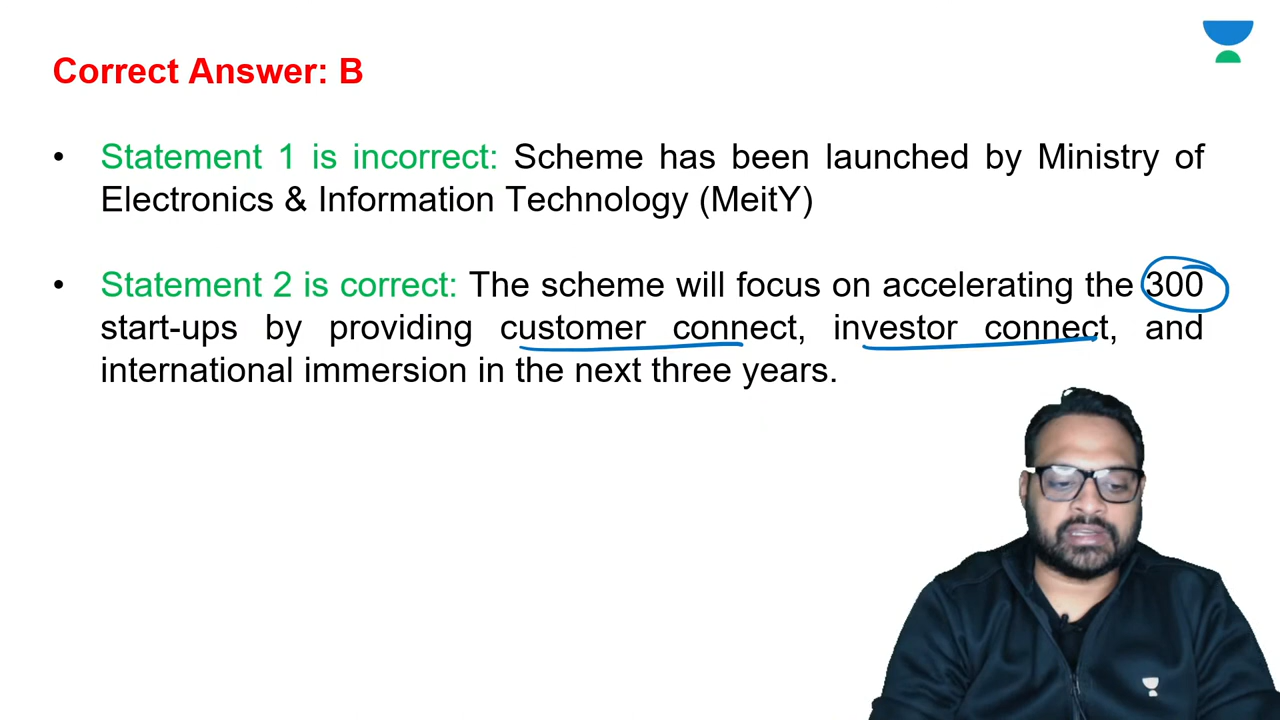 Correct Answer: B
• Statement 1 is incorrect: Scheme has been launched by Ministry of
Electronics & Information Technology (MeitY)
• Statement 2 is correct: The scheme will focus on accelerating the 300
start-ups by providing customer connect, investor connect, and
international immersion in the next three years.